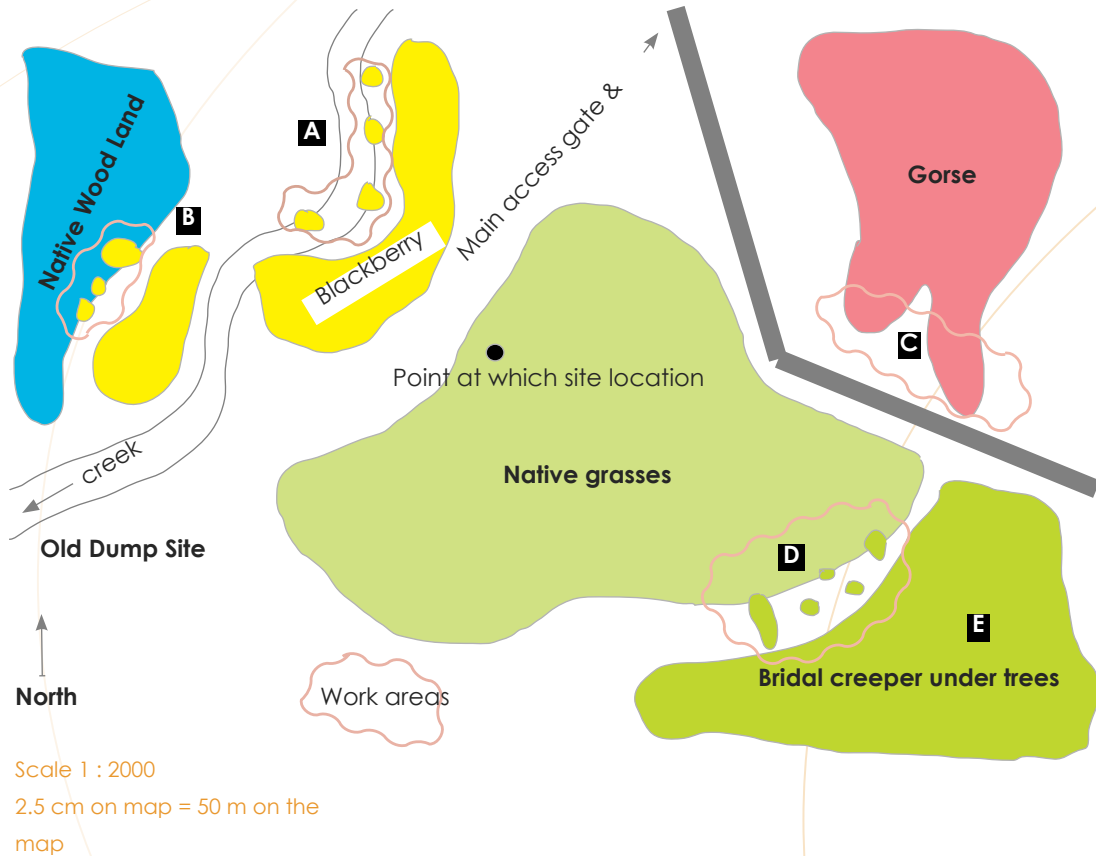 A
Native Wood Land
B
Main access gate &
Gorse
Blackberry
C
Point at which site location
creek
Native grasses
Old Dump Site
D
E
Bridal creeper under trees
North
Work areas
Scale 1 : 2000
2.5 cm on map = 50 m on the
map